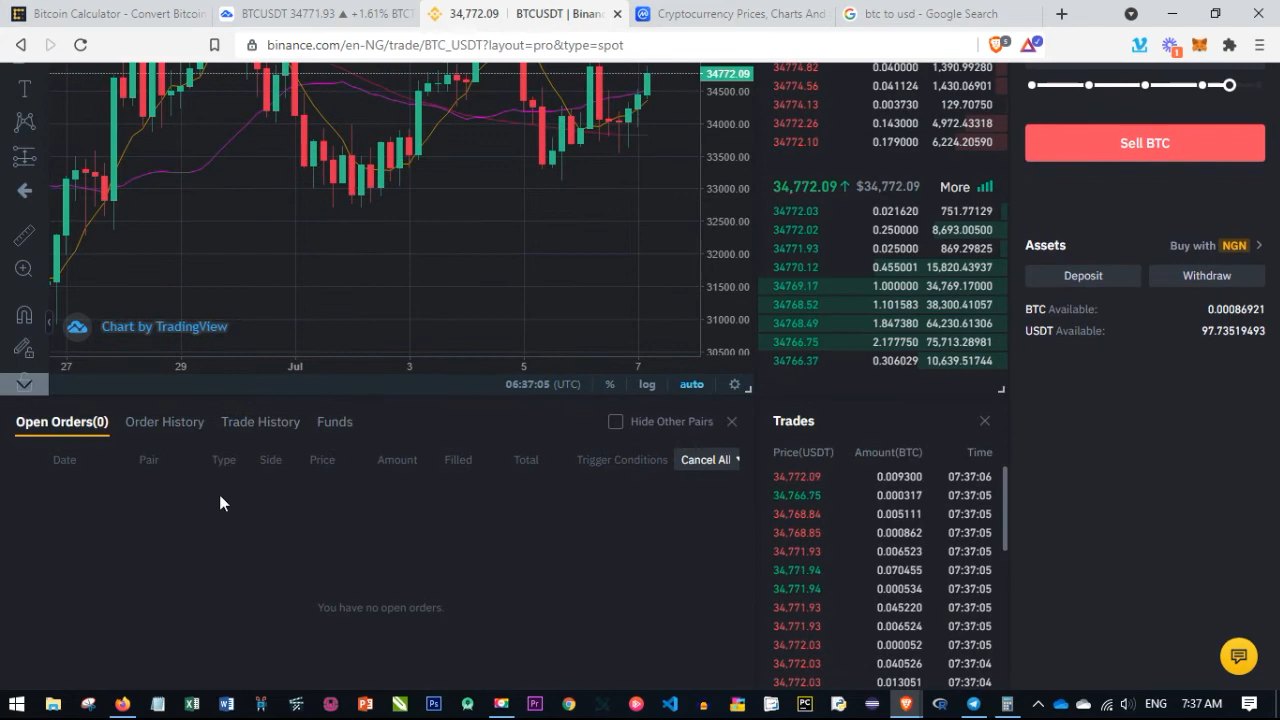 Bitcoin Calculator - Convert Bitcoin
BTCUSDT 34771.93 ▲ +1.61% BTC1
34,772.09 BTCUSDT | Binan
Cryptocurrency Prices, Charts And
btc to usd - Google Search
binance.com/en-NG/trade/BTC_USDT?layout=pro&type=spot
34772.09
34500.00
34000.00
33500.00
33000.00
32500.00
32000.00
31500.00
31000.00
30500.00
Chart by TradingView
27 29 Jul 3 5 7
06:37:05 (UTC) % log auto
34774.82 0.040000 1,390.99280
34774.56 0.041124 1,430.06901
34774.13 0.003730 129.70750
34772.26 0.143000 4,972.43318
34772.10 0.179000 6,224.20590
34,772.09↑ $34,772.09 More
34772.03 0.021620 751.77129
34772.02 0.250000 8,693.00500
34771.93 0.025000 869.29825
34770.12 0.455001 15,820.43937
34769.17 1.000000 34,769.17000
34768.52 1.101583 38,300.41057
34768.49 1.847380 64,230.61306
34766.75 2.177750 75,713.28981
34766.37 0.306029 10,639.51744
Sell BTC
Assets Buy with NGN
Deposit Withdraw
BTC Available: 0.00086921
USDT Available: 97.73519493
Open Orders(0) Order History Trade History Funds Hide Other Pairs
Date Pair Type Side Price Amount Filled Total Trigger Conditions Cancel All
You have no open orders.
Trades
Price(USDT) Amount(BTC) Time
34,772.09 0.009300 07:37:06
34,766.75 0.000317 07:37:05
34,768.84 0.005111 07:37:05
34,768.85 0.000862 07:37:05
34,771.93 0.006523 07:37:05
34,771.94 0.070455 07:37:05
34,771.94 0.000534 07:37:05
34,771.93 0.045220 07:37:05
34,771.93 0.006524 07:37:05
34,772.03 0.000052 07:37:05
34,772.03 0.040526 07:37:04
34,772.03 0.013051 07:37:04
ENG 7:37 AM